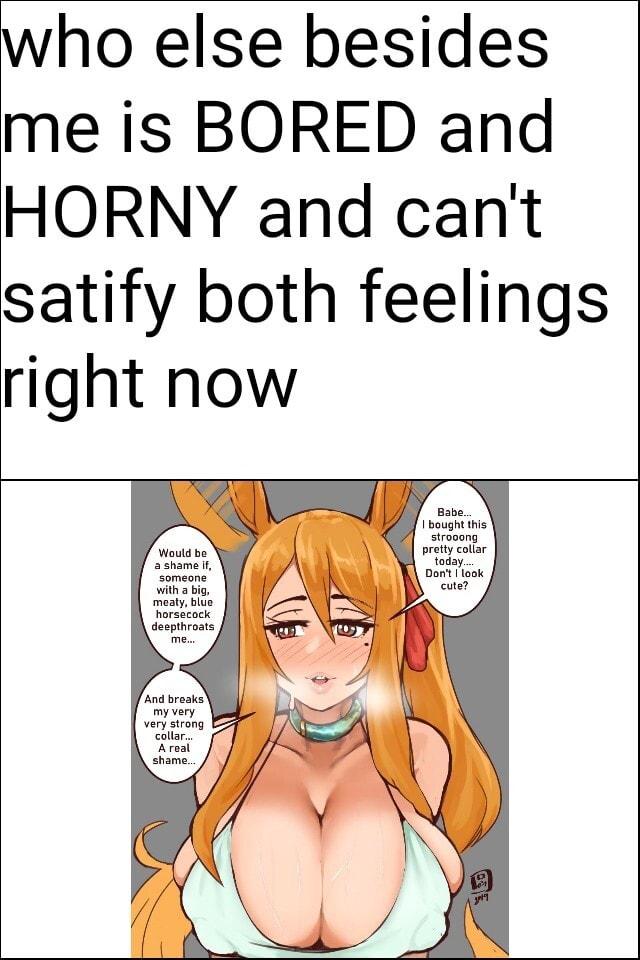 who else besides
me is BORED and
HORNY and can't
satify both feelings
right now
Babe...
I bought this
strooong
pretty collar
today....
Don't I look
cute?
Would be
a shame if,
someone
with a big,
meaty, blue
horsecock
deepthroats
me...
And breaks
my very
very strong
collar...
A real
shame...